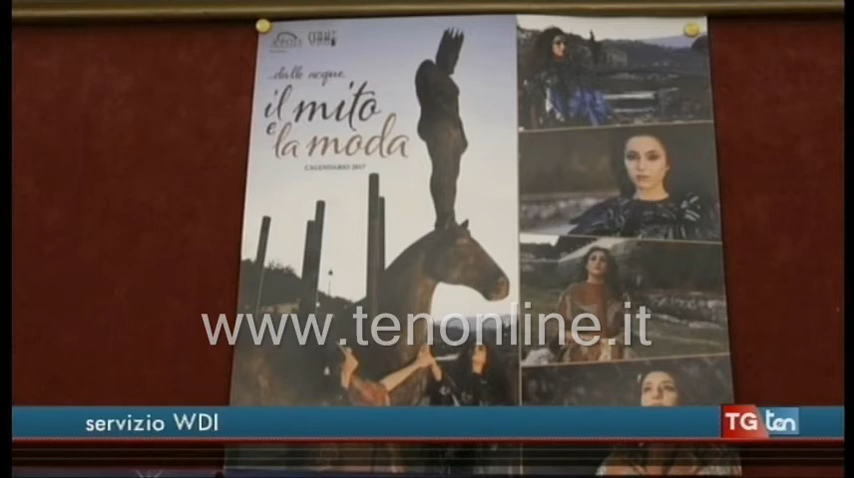 ...dalle acque
il mito
e
la moda
CALENDARIO 2017
www.tenonline.it
servizio WDI
TG ten